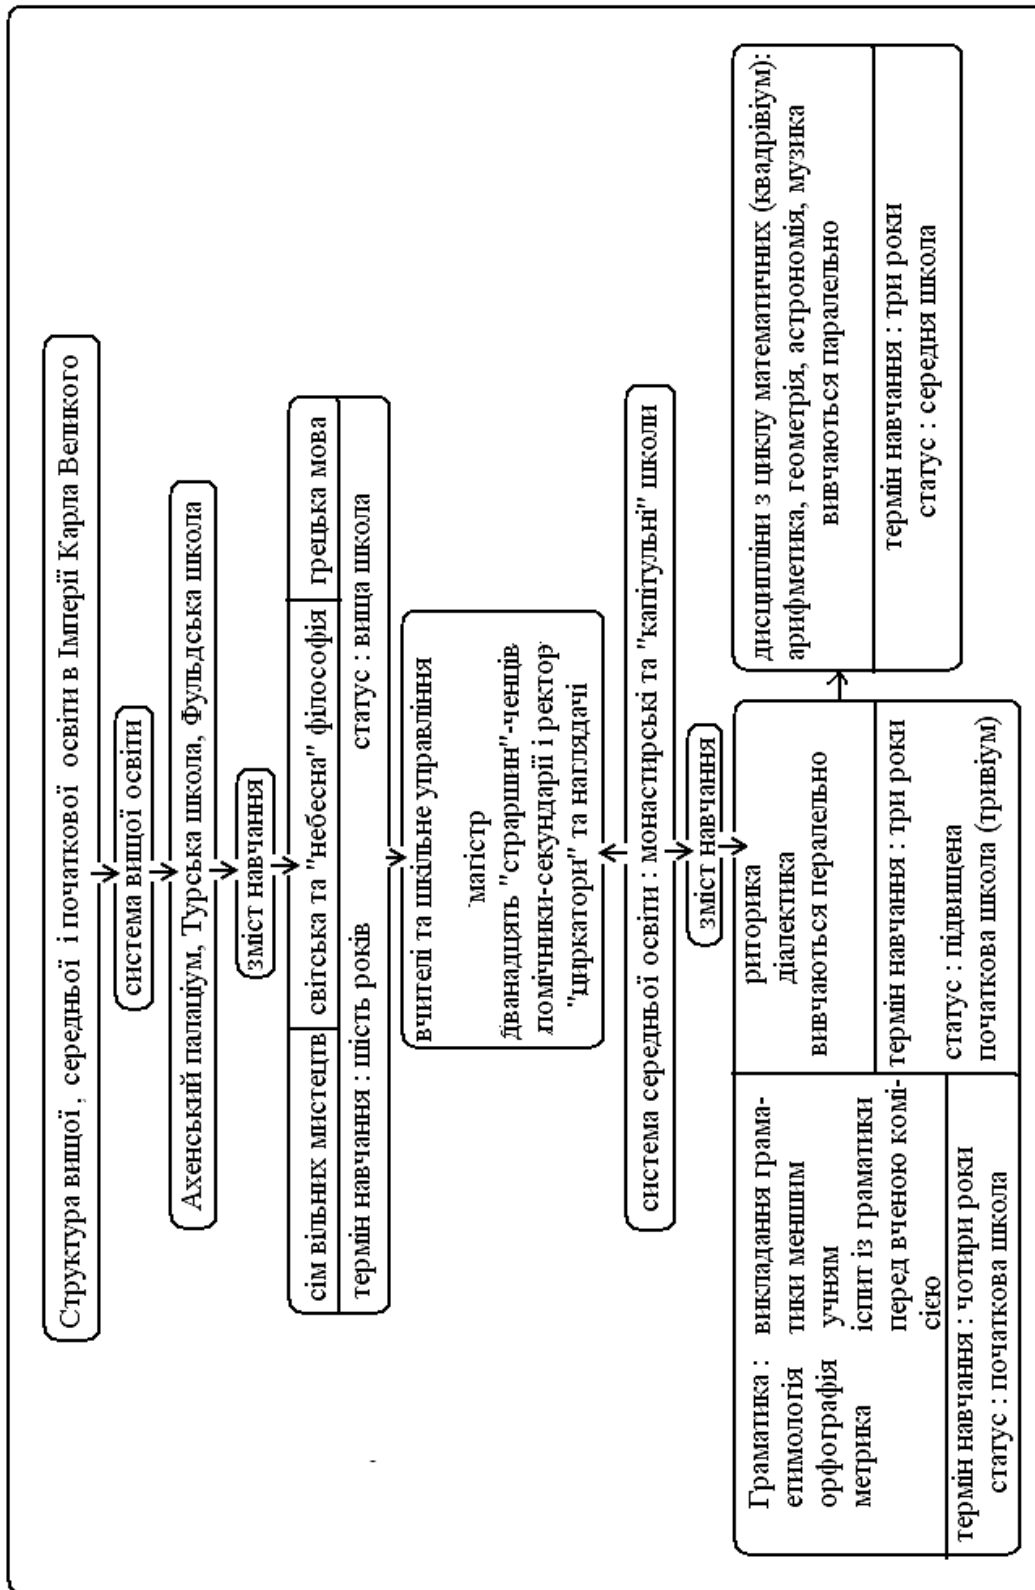 Структура вищої , середньої і початкової освіти в Імперії Карла Великого
система вищої освіти
Ахенський палаціум, Турська школа, Фульдська школа
зміст навчання
сім вільних мистецтв світська та "небесна" філософія грецька мова
термін навчання : шість років статус : вища школа
вчителі та шкільне управління
магістр
дванадцять "страршин"-ченців
помічники-секундарії і ректор
"циркатори" та наглядачі
система середньої освіти : монастирські та "капітульні" школи
зміст навчання
Граматика :
етимологія
орфографія
метрика
викладання грама-
тики меншим
учням
іспит із граматики
перед вченою комі-
сією
термін навчання : чотири роки
статус : початкова школа
риторика
діалектика
вивчаються пералельно
термін навчання : три роки
статус : підвищена
початкова школа (тривіум)
дисципліни з циклу математичних (квадрівіум):
арифметика, геометрія, астрономія, музика
вивчаються паралельно
термін навчання : три роки
статус : середня школа